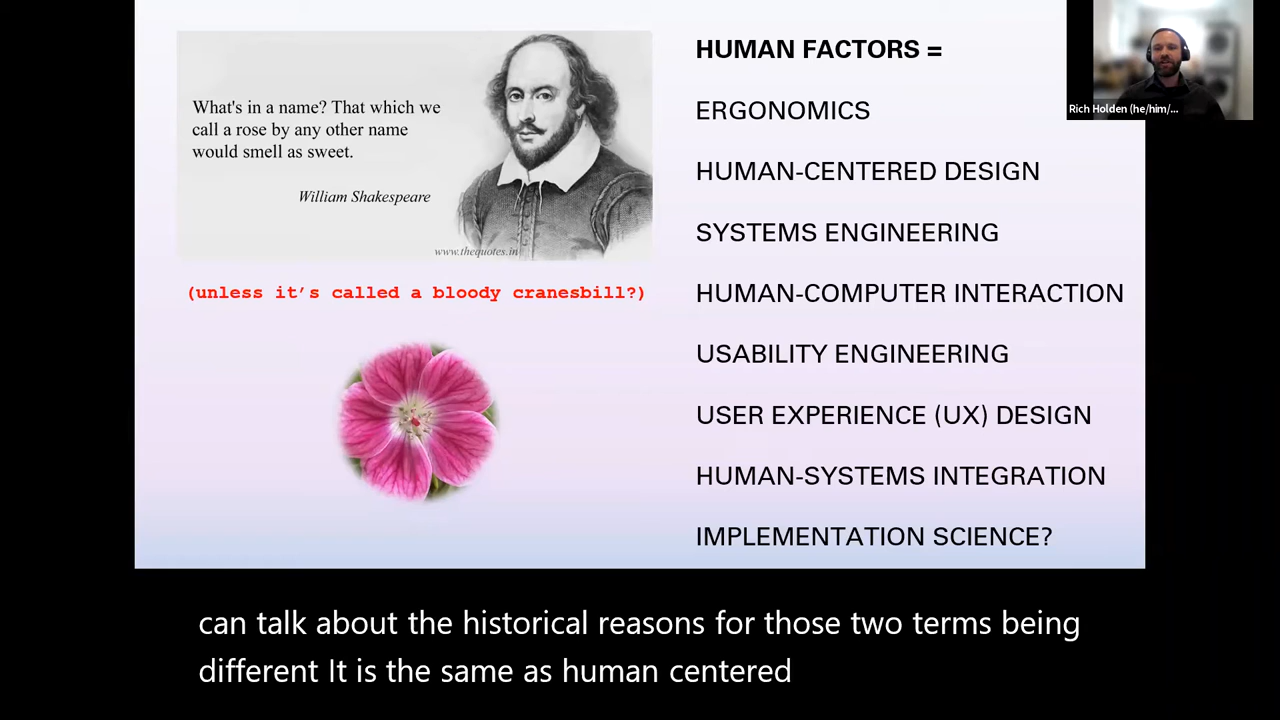 What's in a name? That which we
call a rose by any other name
would smell as sweet.
William Shakespeare
www.thequotes.in
(unless it’s called a bloody cranesbill?)
HUMAN FACTORS =
ERGONOMICS
HUMAN-CENTERED DESIGN
SYSTEMS ENGINEERING
HUMAN-COMPUTER INTERACTION
USABILITY ENGINEERING
USER EXPERIENCE (UX) DESIGN
HUMAN-SYSTEMS INTEGRATION
IMPLEMENTATION SCIENCE?
Rich Holden (he/him/...
can talk about the historical reasons for those two terms being
different It is the same as human centered